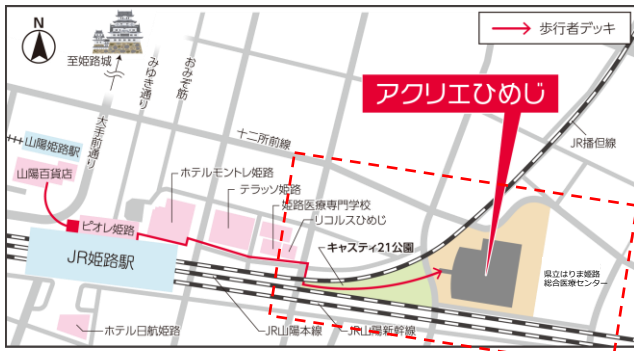 N
歩行者デッキ
至姫路城
みゆき通り
おみぞ筋
大手前通り
アクリエひめじ
十二所前線
JR播但線
山陽姫路駅
山陽百貨店
ホテルモントレ姫路
テラッソ姫路
姫路医療専門学校
リコルスひめじ
ピオレ姫路
キャスティ21公園
JR姫路駅
県立はりま姫路
総合医療センター
ホテル日航姫路
JR山陽本線
JR山陽新幹線